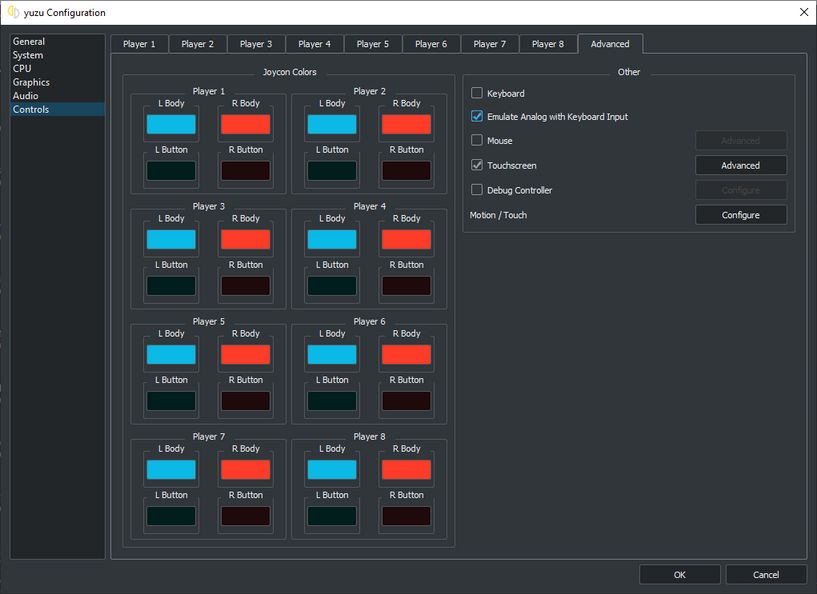 yuzu Configuration
General
System
CPU
Graphics
Audio
Controls
Player 1 Player 2 Player 3 Player 4 Player 5 Player 6 Player 7 Player 8 Advanced
Joycon Colors
Player 1 Player 2
L Body R Body L Body R Body
L Button R Button L Button R Button
Player 3 Player 4
L Body R Body L Body R Body
L Button R Button L Button R Button
Player 5 Player 6
L Body R Body L Body R Body
L Button R Button L Button R Button
Player 7 Player 8
L Body R Body L Body R Body
L Button R Button L Button R Button
Other
Keyboard
Emulate Analog with Keyboard Input
Mouse Advanced
Touchscreen Advanced
Debug Controller Configure
Motion / Touch Configure
OK Cancel